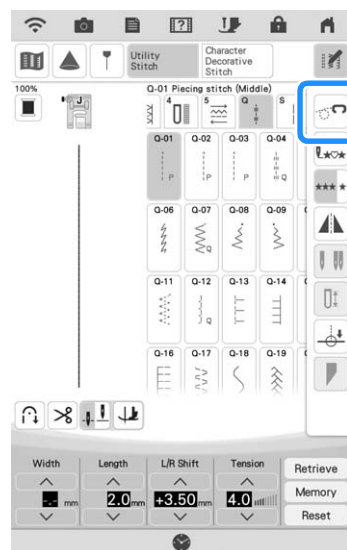 Utility Stitch
Character Decorative Stitch
100%
Q-01 Piecing stitch (Middle)
J
4 5 Q S
Q-01 Q-02 Q-03 Q-04
P P P Q
Q-06 Q-07 Q-08 Q-09
Q
Q-11 Q-12 Q-13 Q-14
Q
Q-16 Q-17 Q-18 Q-19
Width Length L/R Shift Tension
-.- mm 2.0 mm +3.50 mm 4.0
Retrieve
Memory
Reset